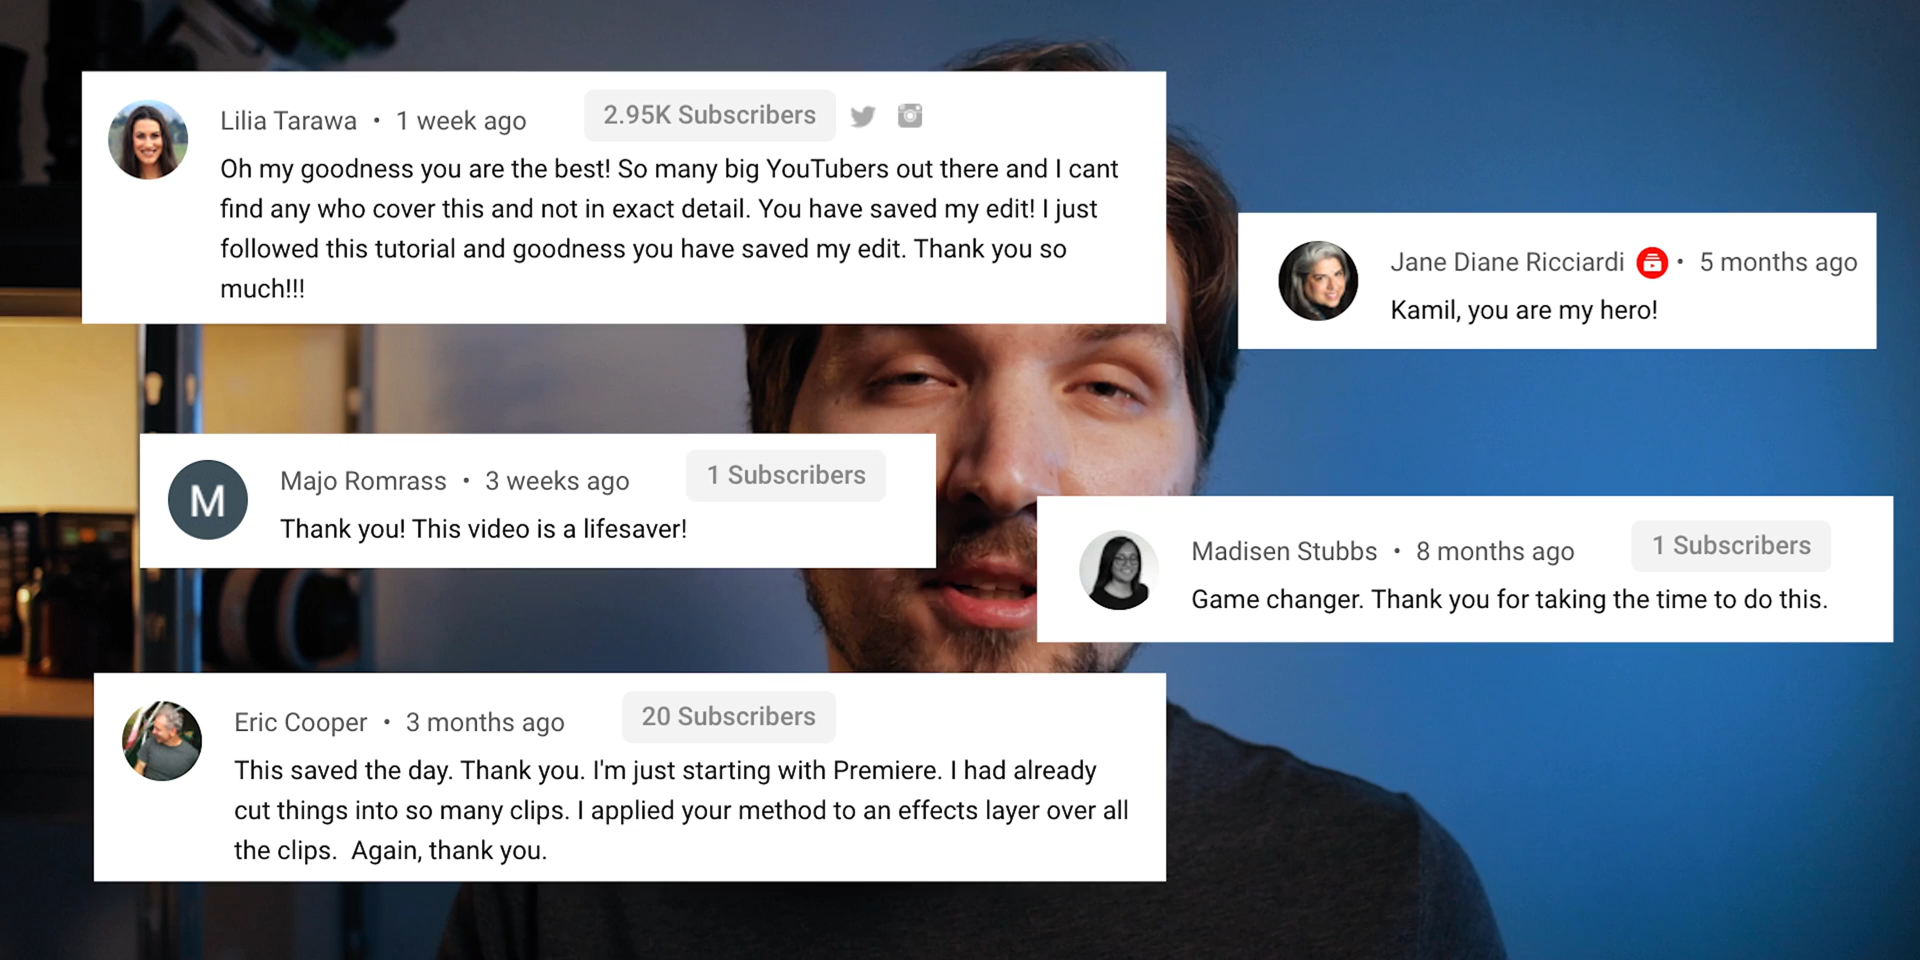 Lilia Tarawa • 1 week ago 2.95K Subscribers
Oh my goodness you are the best! So many big YouTubers out there and I cant
find any who cover this and not in exact detail. You have saved my edit! I just
followed this tutorial and goodness you have saved my edit. Thank you so
much!!!
Jane Diane Ricciardi • 5 months ago
Kamil, you are my hero!
M
Majo Romrass • 3 weeks ago 1 Subscribers
Thank you! This video is a lifesaver!
Madisen Stubbs • 8 months ago 1 Subscribers
Game changer. Thank you for taking the time to do this.
Eric Cooper • 3 months ago 20 Subscribers
This saved the day. Thank you. I'm just starting with Premiere. I had already
cut things into so many clips. I applied your method to an effects layer over all
the clips.  Again, thank you.